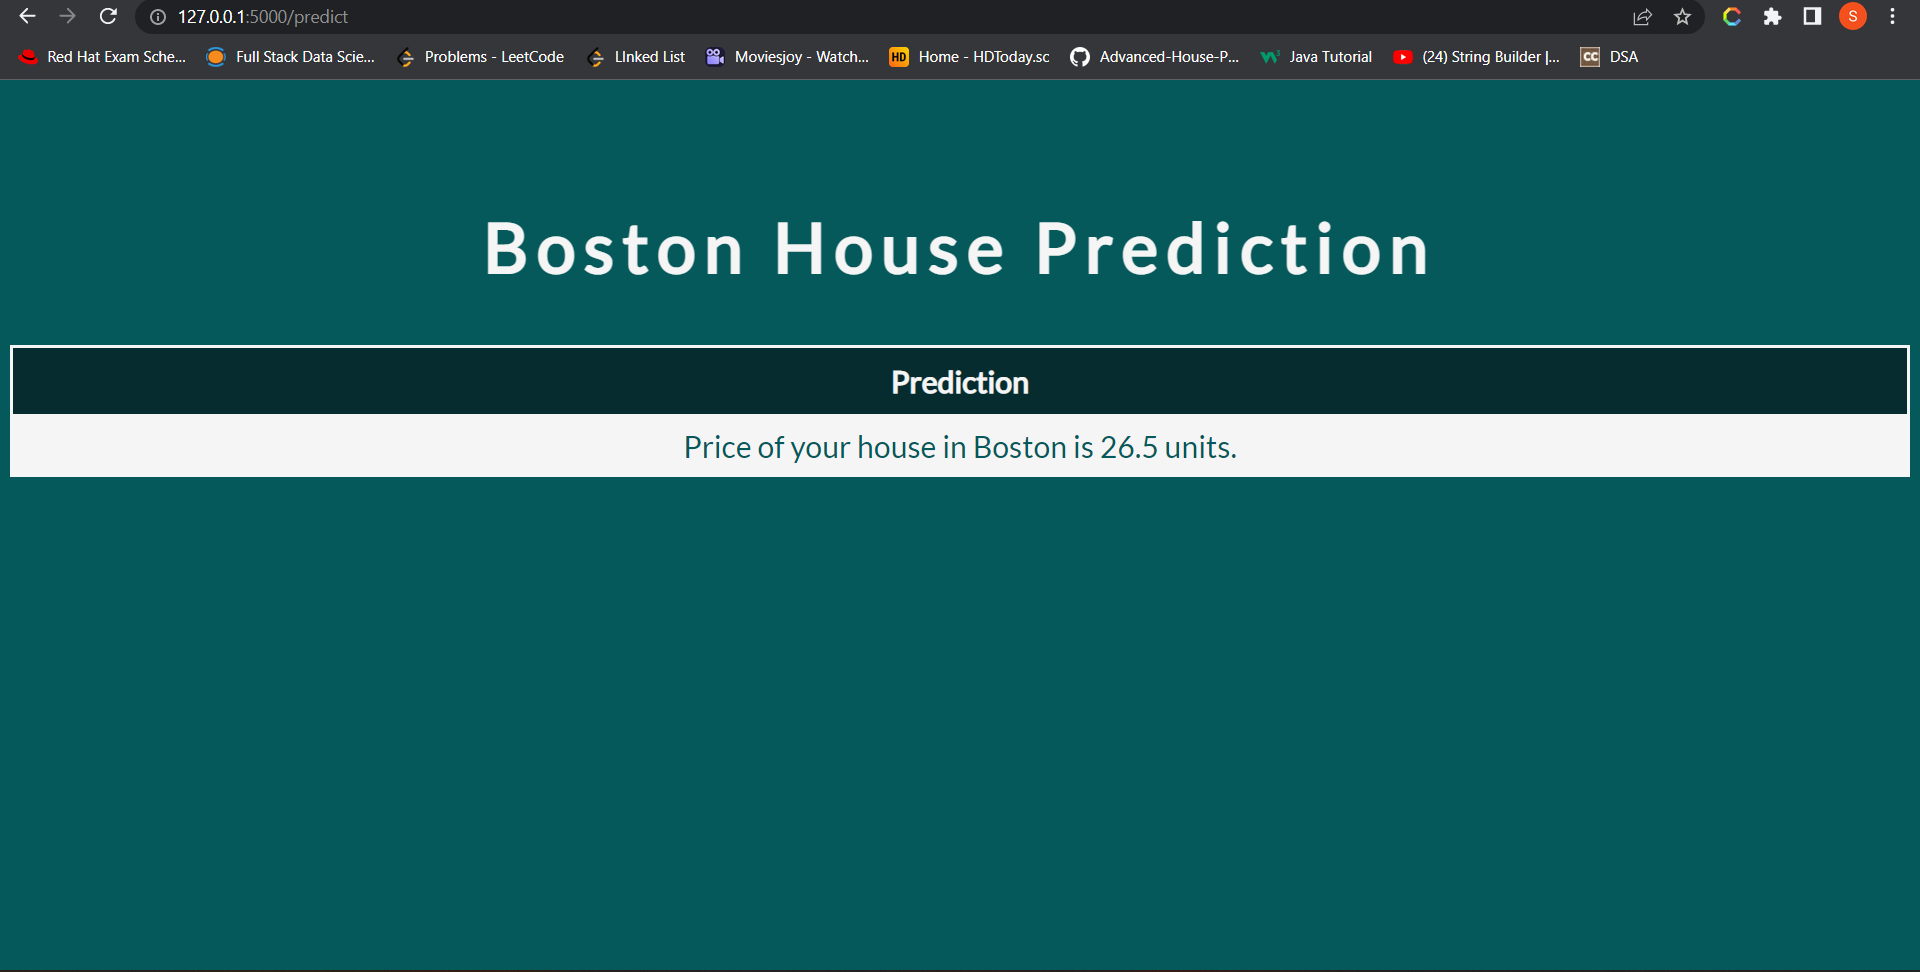 127.0.0.1:5000/predict
S
Red Hat Exam Sche... Full Stack Data Scie... Problems - LeetCode LInked List Moviesjoy - Watch... HD Home - HDToday.sc Advanced-House-P... W3 Java Tutorial (24) String Builder |... CC DSA
Boston House Prediction
Prediction
Price of your house in Boston is 26.5 units.